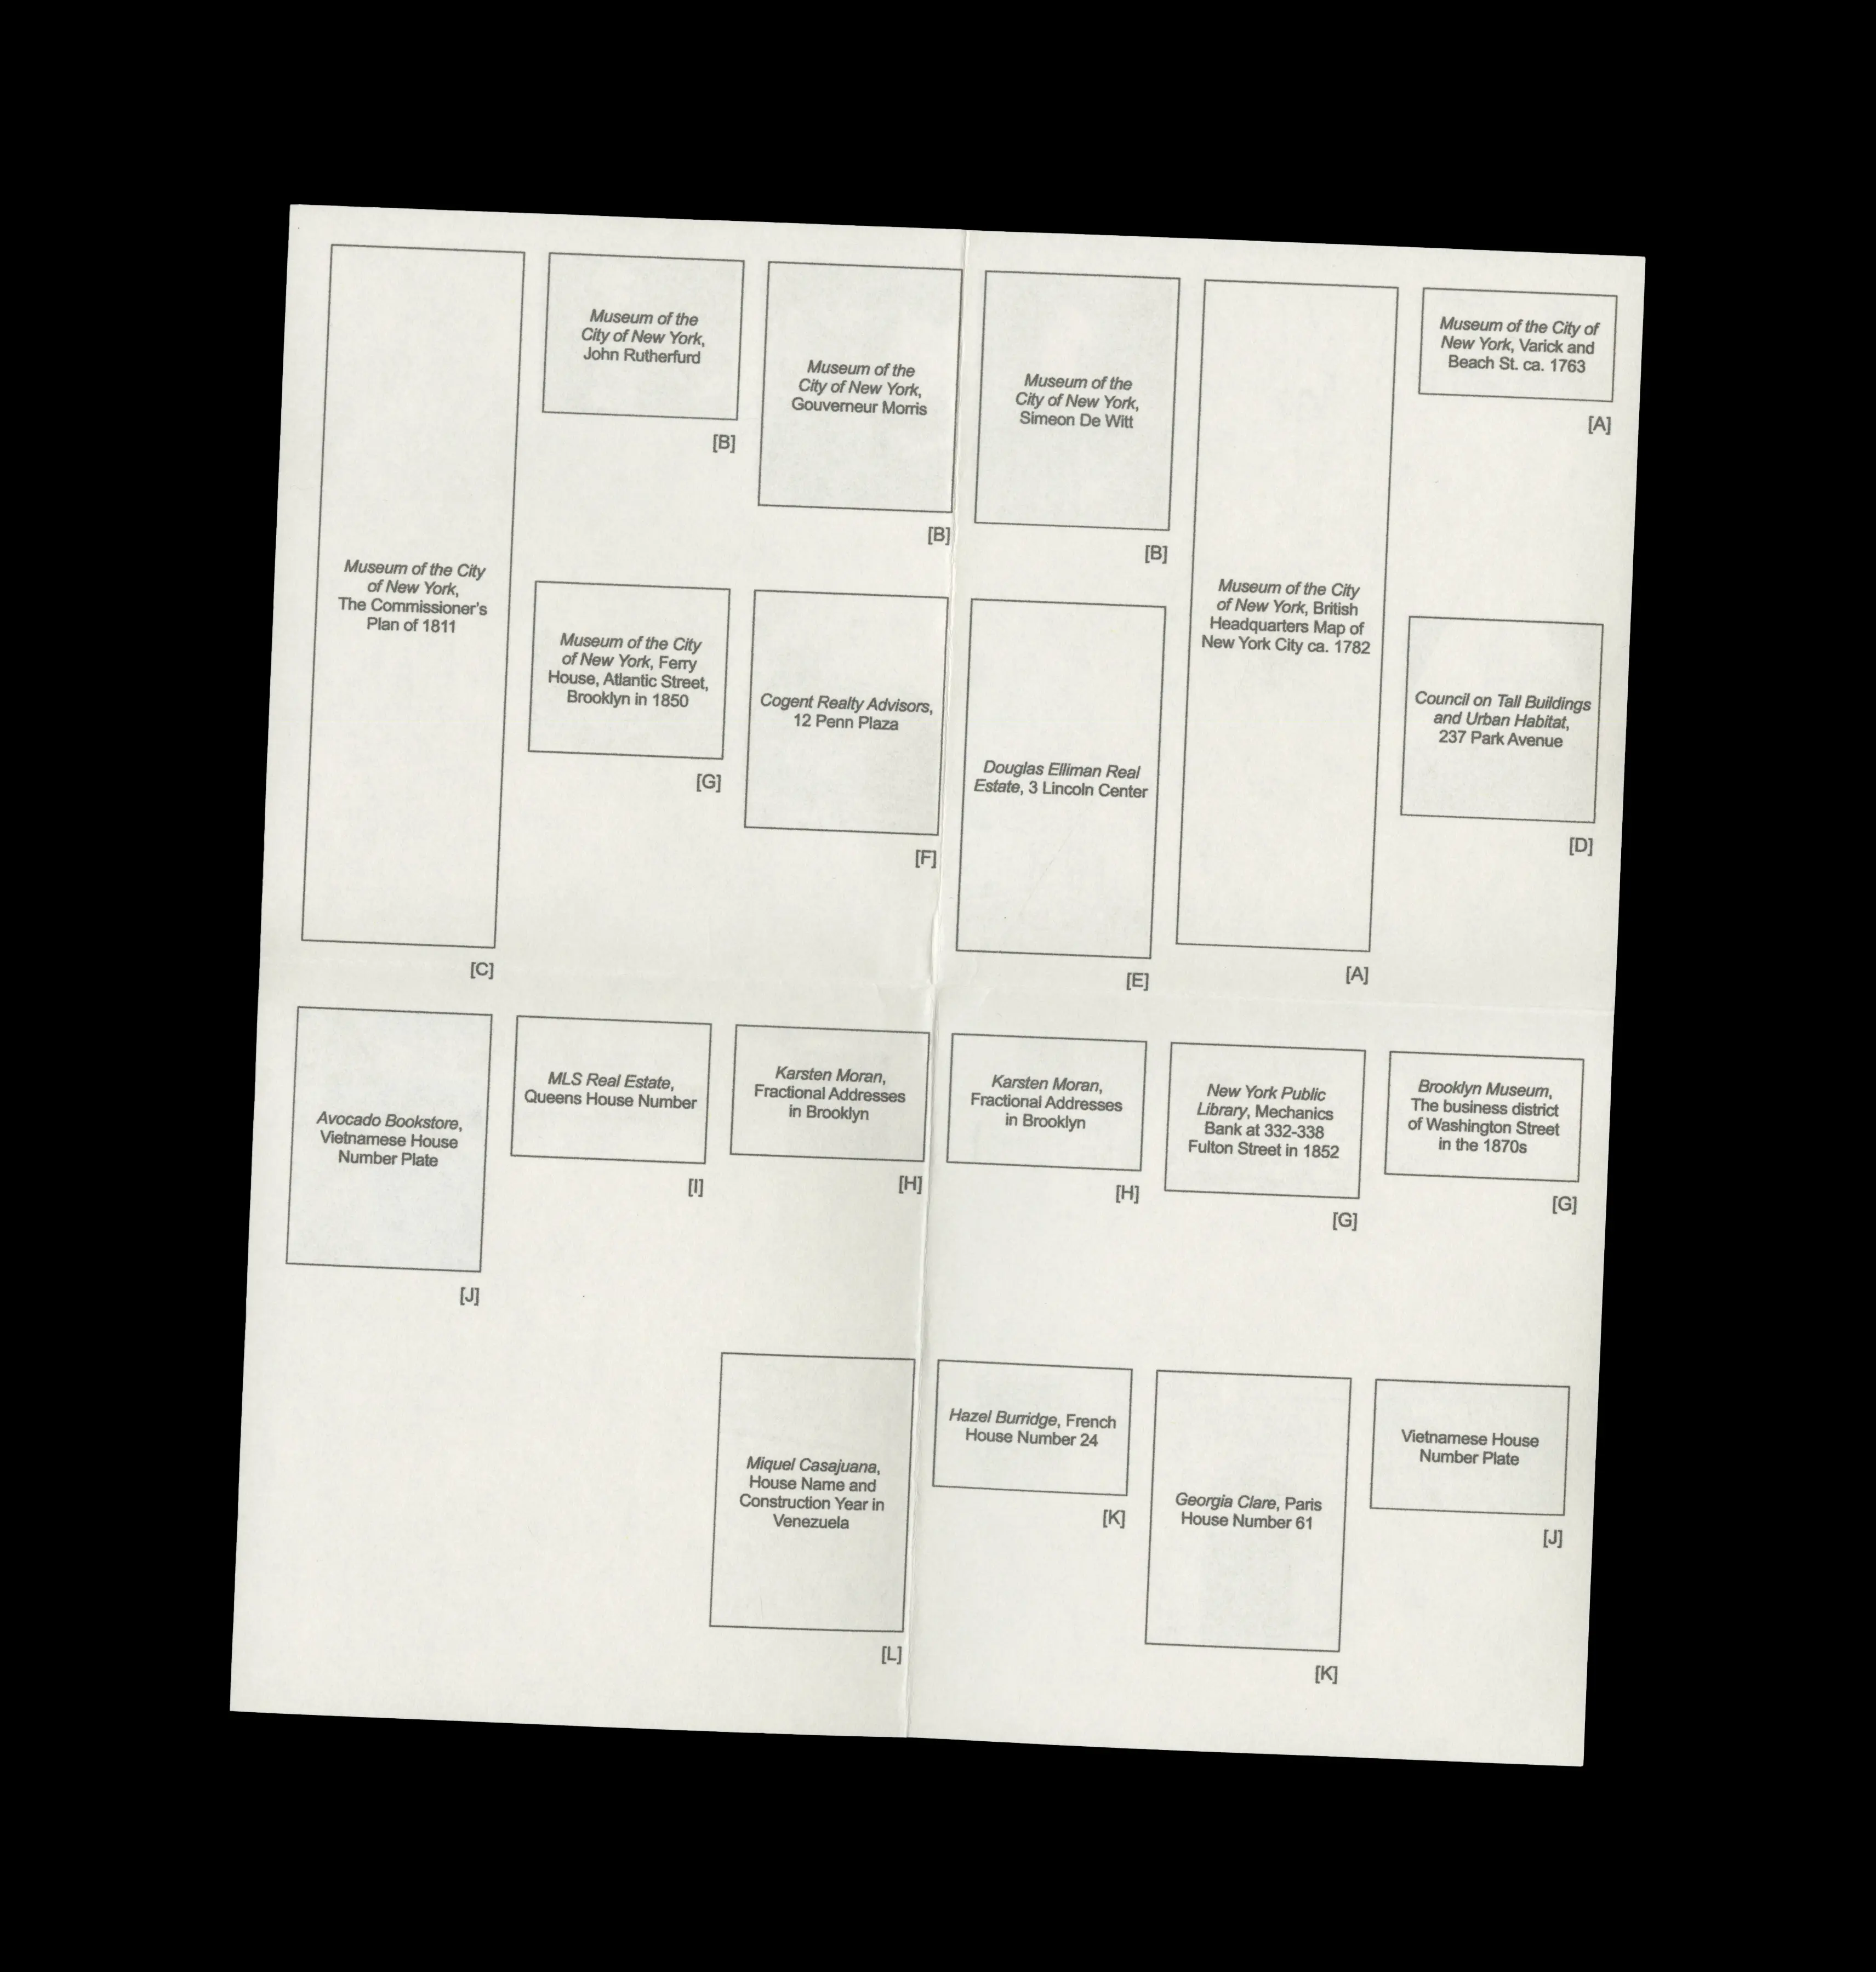 Museum of the City
of New York,
The Commissioner's
Plan of 1811
[C]
Museum of the
City of New York,
John Rutherfurd
[B]
Museum of the
City of New York,
Gouverneur Morris
[B]
Museum of the
City of New York,
Simeon De Witt
[B]
Museum of the City
of New York, British
Headquarters Map of
New York City ca. 1782
[A]
Museum of the City of
New York, Varick and
Beach St. ca. 1763
[A]
Museum of the City
of New York, Ferry
House, Atlantic Street,
Brooklyn in 1850
[G]
Cogent Realty Advisors,
12 Penn Plaza
[F]
Douglas Elliman Real
Estate, 3 Lincoln Center
[E]
Council on Tall Buildings
and Urban Habitat,
237 Park Avenue
[D]
Avocado Bookstore,
Vietnamese House
Number Plate
[J]
MLS Real Estate,
Queens House Number
[I]
Karsten Moran,
Fractional Addresses
in Brooklyn
[H]
Karsten Moran,
Fractional Addresses
in Brooklyn
[H]
New York Public
Library, Mechanics
Bank at 332-338
Fulton Street in 1852
[G]
Brooklyn Museum,
The business district
of Washington Street
in the 1870s
[G]
Miquel Casajuana,
House Name and
Construction Year in
Venezuela
[L]
Hazel Burridge, French
House Number 24
[K]
Georgia Clare, Paris
House Number 61
[K]
Vietnamese House
Number Plate
[J]